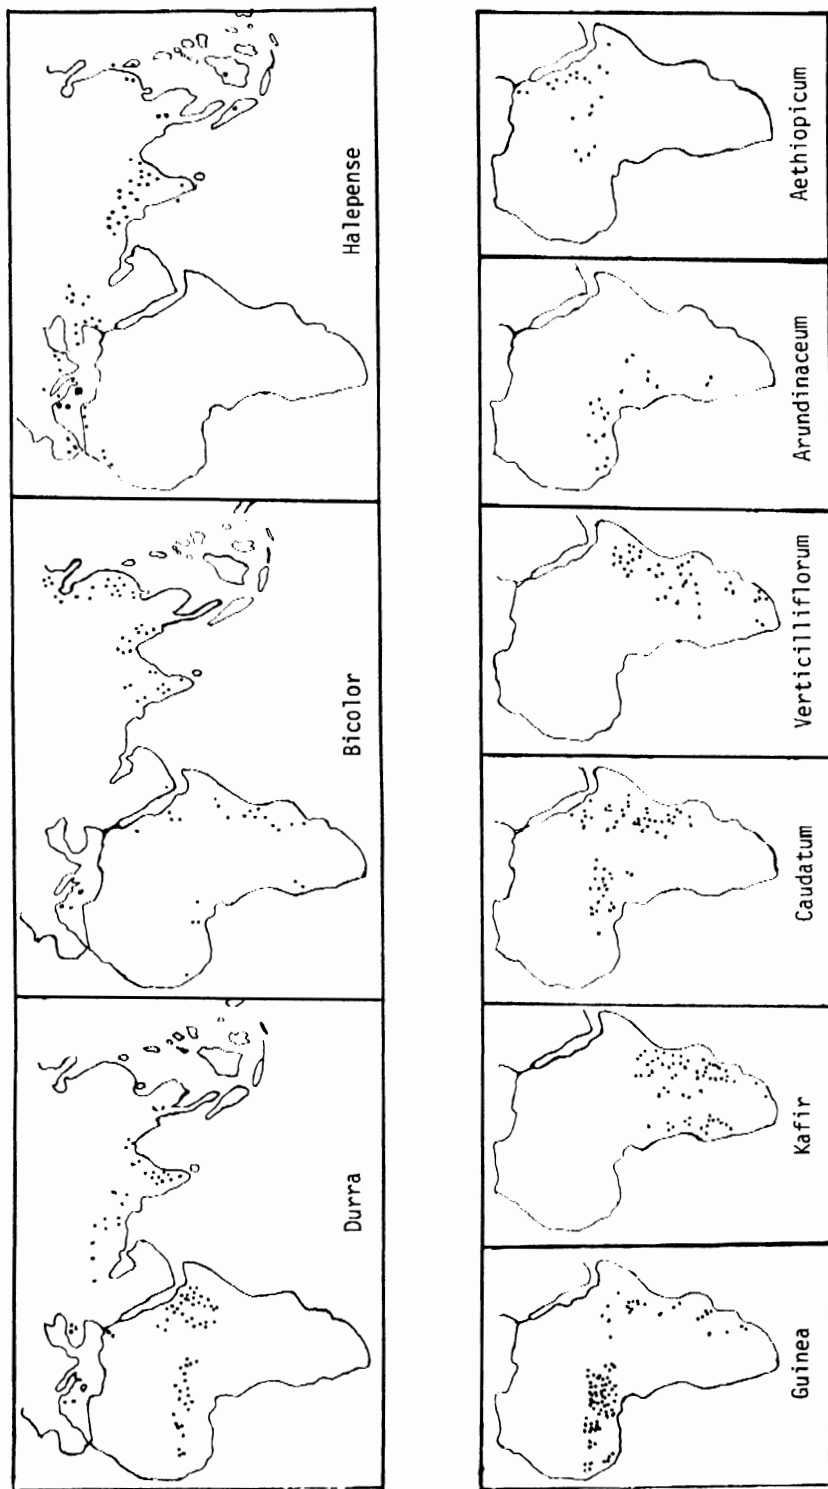 Durra
Bicolor
Halepense
Guinea
Kafir
Caudatum
Verticilliflorum
Arundinaceum
Aethiopicum